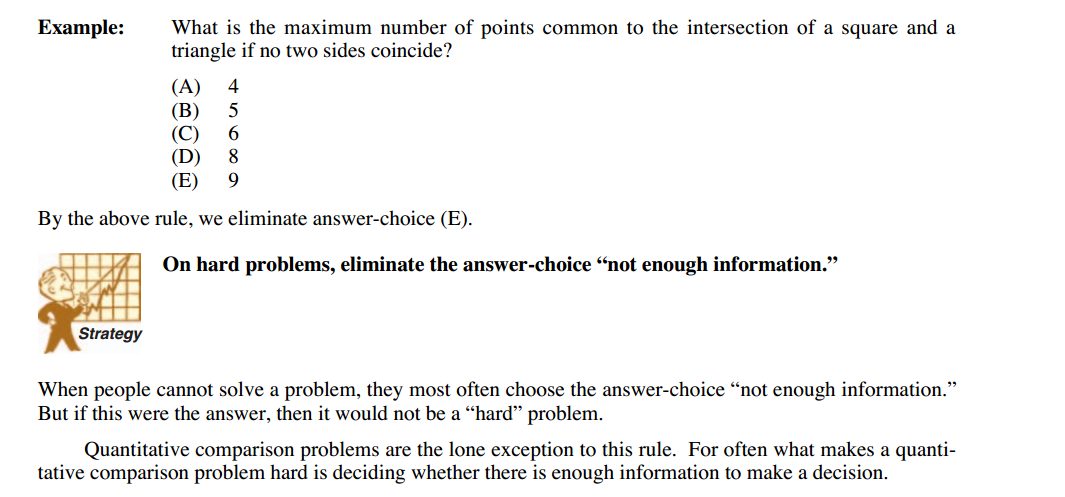 Example: What is the maximum number of points common to the intersection of a square and a
triangle if no two sides coincide?
(A) 4
(B) 5
(C) 6
(D) 8
(E) 9
By the above rule, we eliminate answer-choice (E).
On hard problems, eliminate the answer-choice “not enough information.”
Strategy
When people cannot solve a problem, they most often choose the answer-choice “not enough information.”
But if this were the answer, then it would not be a “hard” problem.
Quantitative comparison problems are the lone exception to this rule. For often what makes a quanti-
tative comparison problem hard is deciding whether there is enough information to make a decision.